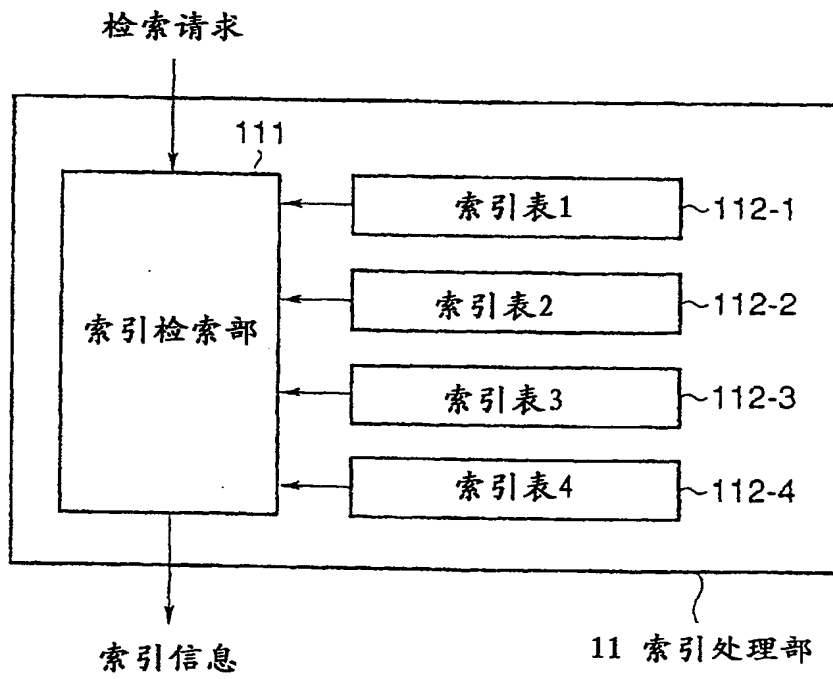 检索请求
111
索引表1
112-1
索引表2
112-2
索引检索部
索引表3
112-3
索引表4
112-4
索引信息
11 索引处理部